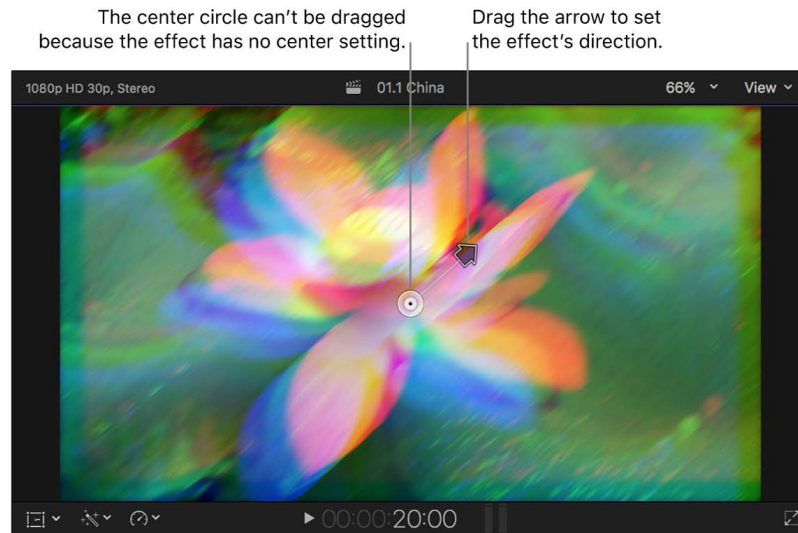 The center circle can't be dragged
because the effect has no center setting.
Drag the arrow to set
the effect's direction.
1080p HD 30p, Stereo
01.1 China
66%
View
00:00:20:00